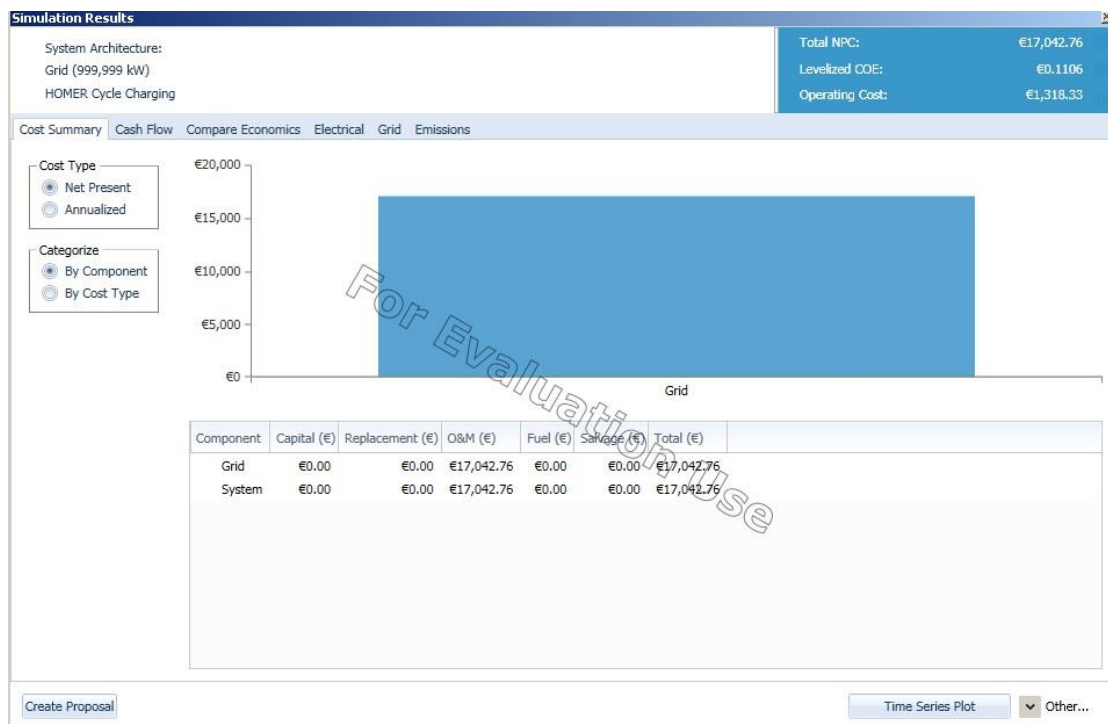 Simulation Results
System Architecture:
Grid (999,999 kW)
HOMER Cycle Charging
Total NPC: €17,042.76
Levelized COE: €0.1106
Operating Cost: €1,318.33
Cost Summary Cash Flow Compare Economics Electrical Grid Emissions
Cost Type
Net Present
Annualized
Categorize
By Component
By Cost Type
€20,000
€15,000
€10,000
€5,000
€0
Grid
For Evaluation Use
Component Capital (€) Replacement (€) O&M (€) Fuel (€) Salvage (€) Total (€)
Grid €0.00 €0.00 €17,042.76 €0.00 €0.00 €17,042.76
System €0.00 €0.00 €17,042.76 €0.00 €0.00 €17,042.76
Create Proposal
Time Series Plot
Other...